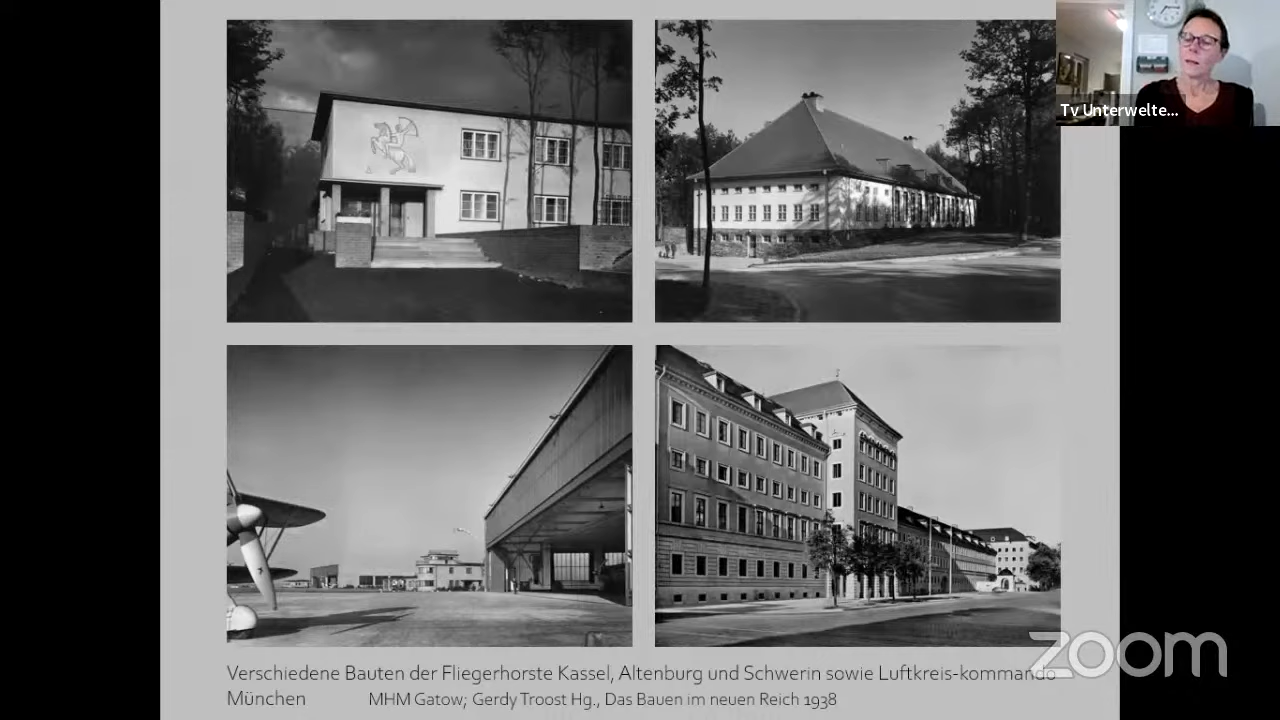 Tv Unterwelte...
Verschiedene Bauten der Fliegerhorste Kassel, Altenburg und Schwerin sowie Luftkreis-kommando
München MHM Gatow; Gerdy Troost Hg., Das Bauen im neuen Reich 1938
zoom